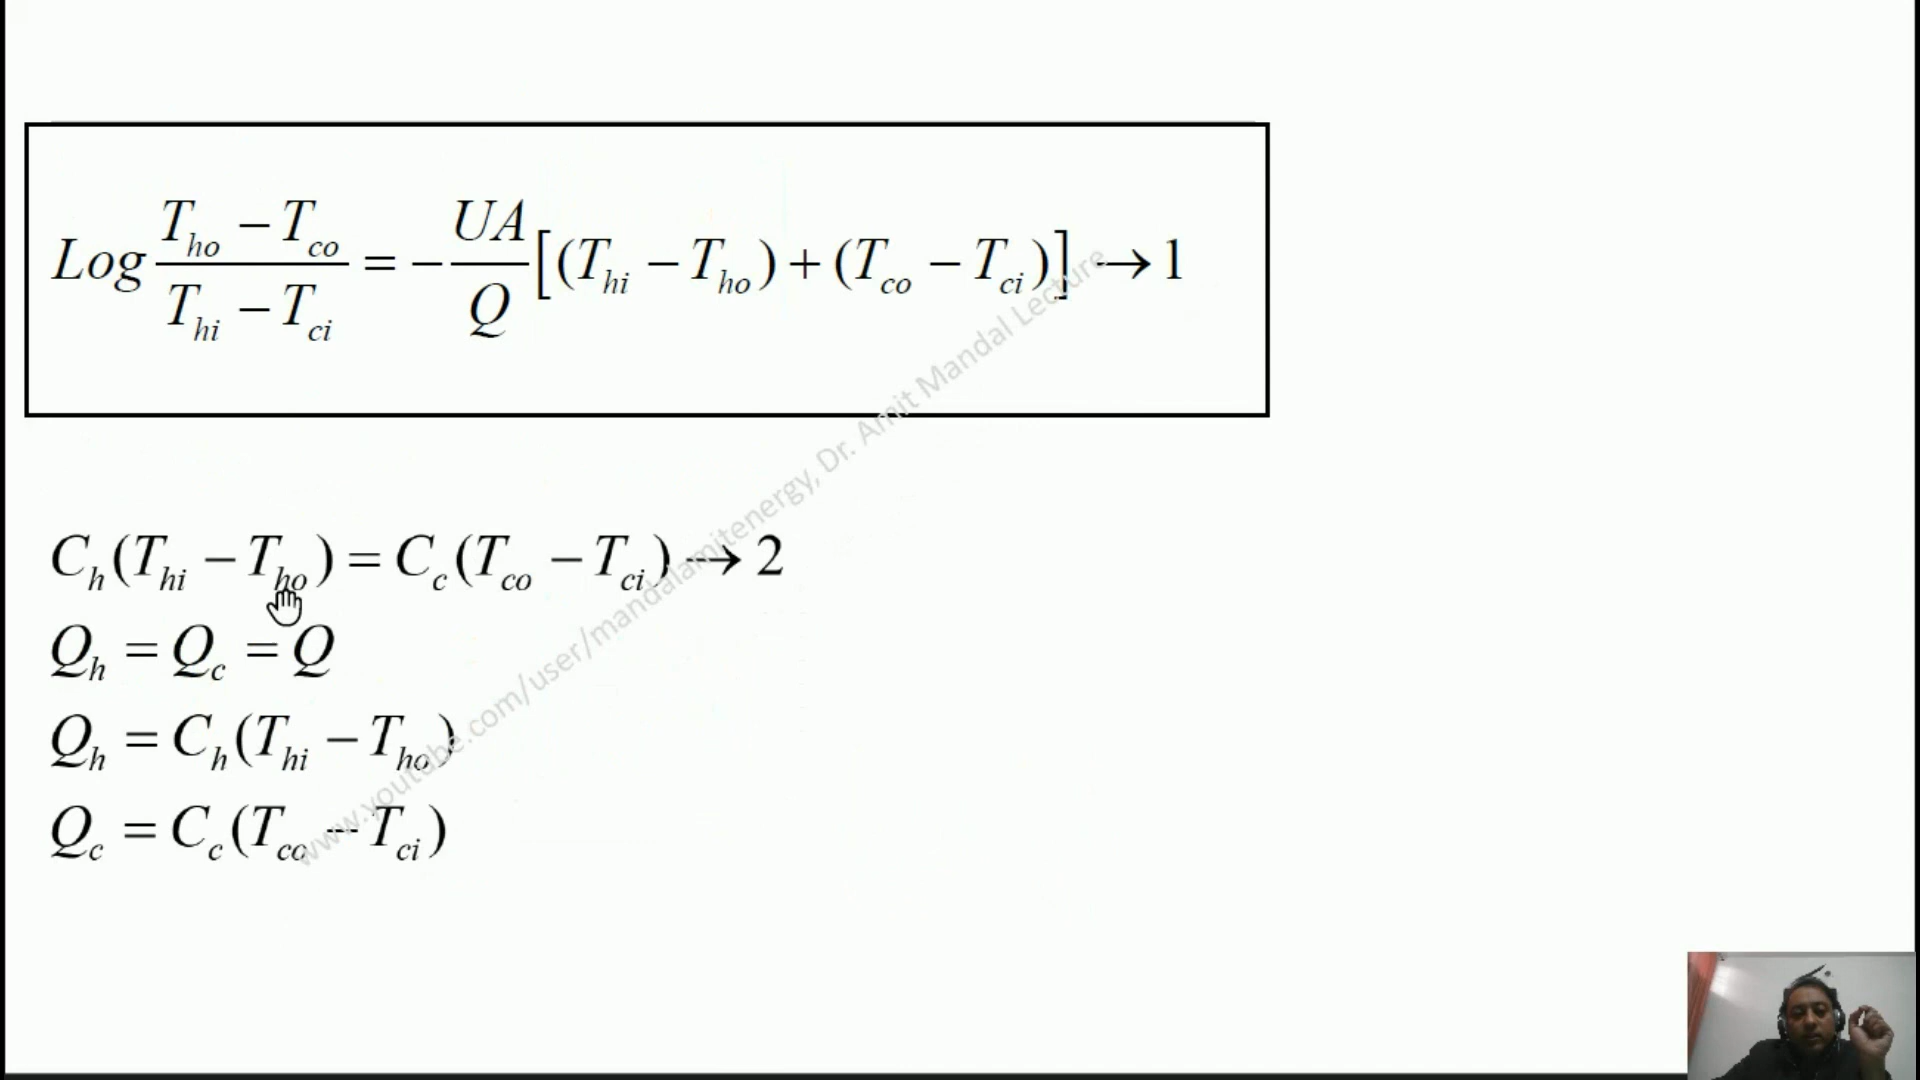 Log (T_ho − T_co)/(T_hi − T_ci) = −UA/Q [(T_hi − T_ho) + (T_co − T_ci)] → 1
C_h(T_hi − T_ho) = C_c(T_co − T_ci) → 2
Q_h = Q_c = Q
Q_h = C_h(T_hi − T_ho)
Q_c = C_c(T_co − T_ci)
www.youtube.com/user/mandalamitenergy, Dr. Amit Mandal Lecture